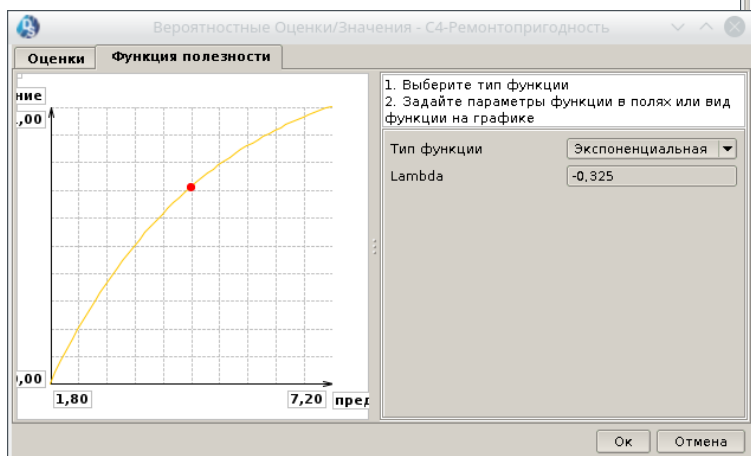 Вероятностные Оценки/Значения - С4-Ремонтопригодность
Оценки
Функция полезности
ние
,00
,00
1,80
7,20
пред
1. Выберите тип функции
2. Задайте параметры функции в полях или вид
функции на графике
Тип функции
Экспоненциальная
Lambda
-0,325
Ок
Отмена